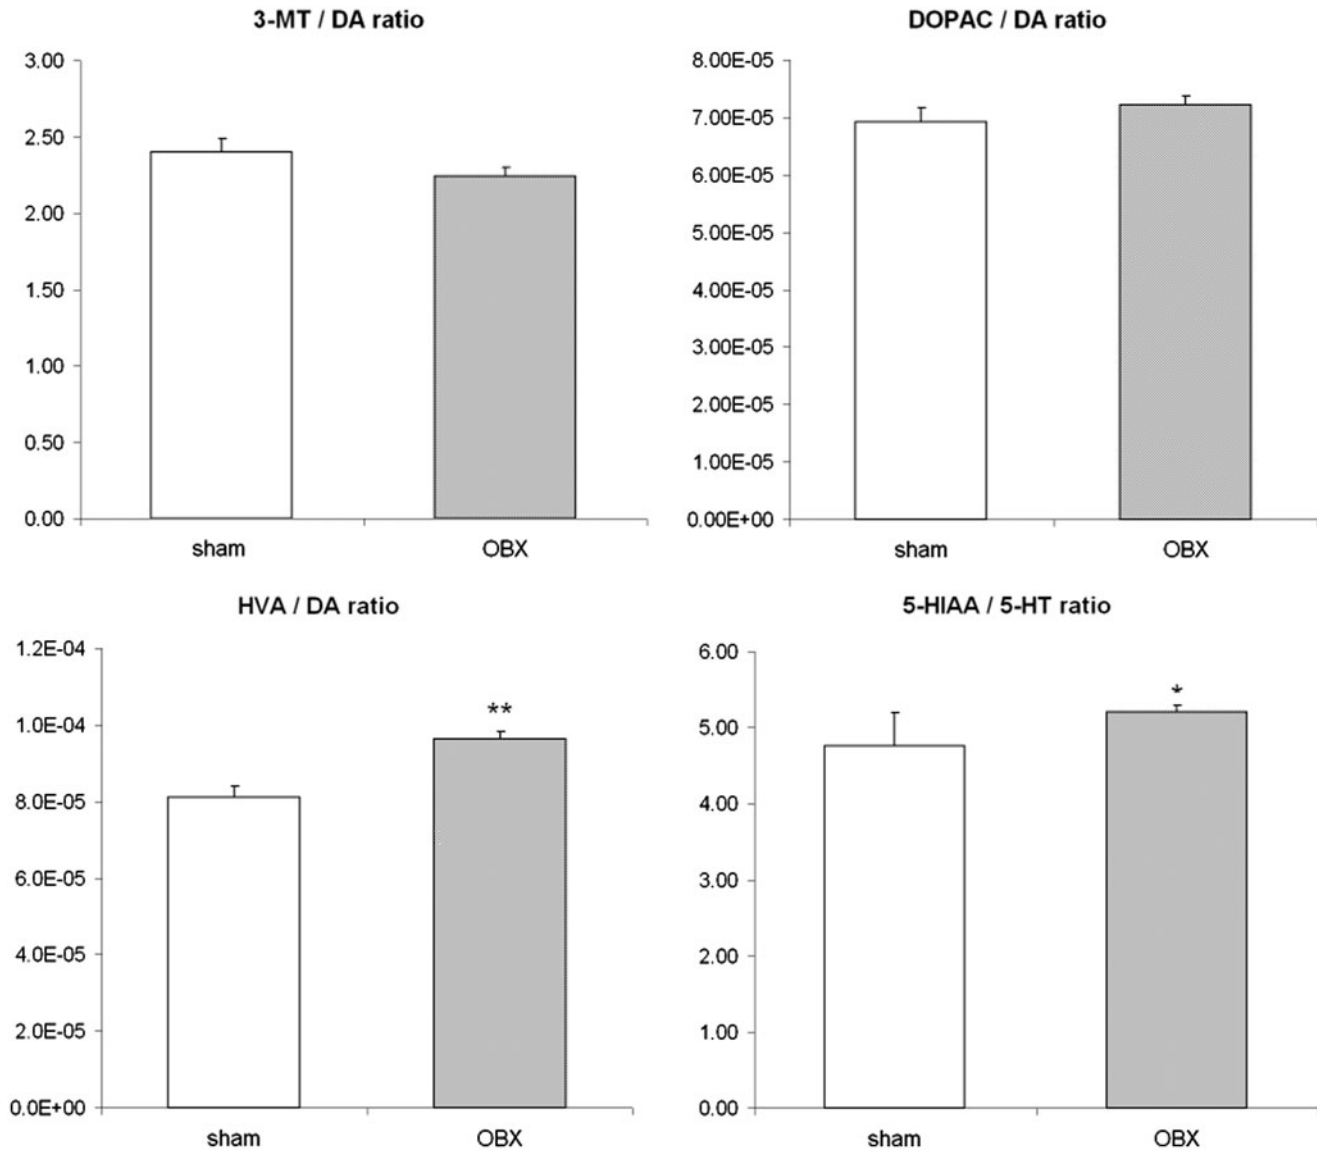 3-MT / DA ratio
3.00
2.50
2.00
1.50
1.00
0.50
0.00
sham OBX
DOPAC / DA ratio
8.00E-05
7.00E-05
6.00E-05
5.00E-05
4.00E-05
3.00E-05
2.00E-05
1.00E-05
0.00E+00
sham OBX
HVA / DA ratio
1.2E-04
1.0E-04
8.0E-05
6.0E-05
4.0E-05
2.0E-05
0.0E+00
**
sham OBX
5-HIAA / 5-HT ratio
6.00
5.00
4.00
3.00
2.00
1.00
0.00
*
sham OBX